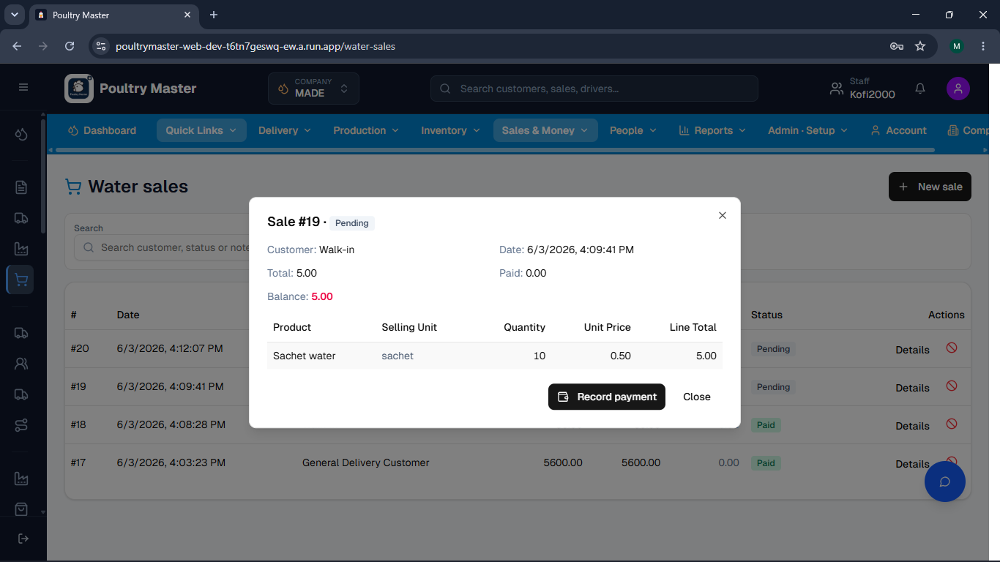 Poultry Master
poultrymaster-web-dev-t6tn7geswq-ew.a.run.app/water-sales
M
Poultry Master
COMPANY
MADE
Search customers, sales, drivers...
Staff
Kofi2000
Dashboard
Quick Links
Delivery
Production
Inventory
Sales & Money
People
Reports
Admin · Setup
Account
Comp
Water sales
New sale
Search
Search customer, status or note
Sale #19 · Pending
Customer: Walk-in
Date: 6/3/2026, 4:09:41 PM
Total: 5.00
Paid: 0.00
Balance: 5.00
Product Selling Unit Quantity Unit Price Line Total
Sachet water sachet 10 0.50 5.00
Record payment
Close
# Date Status Actions
#20 6/3/2026, 4:12:07 PM Pending Details
#19 6/3/2026, 4:09:41 PM Pending Details
#18 6/3/2026, 4:08:28 PM Paid Details
#17 6/3/2026, 4:03:23 PM General Delivery Customer 5600.00 5600.00 0.00 Paid Details